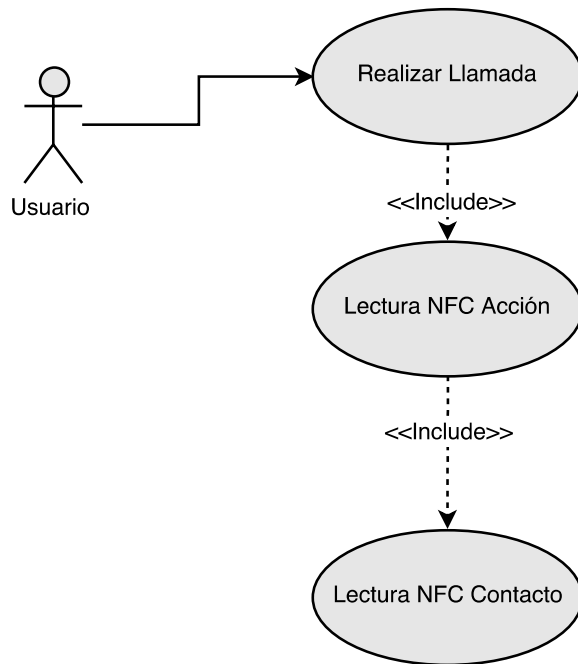 Realizar Llamada
Usuario
<<Include>>
Lectura NFC Acción
<<Include>>
Lectura NFC Contacto